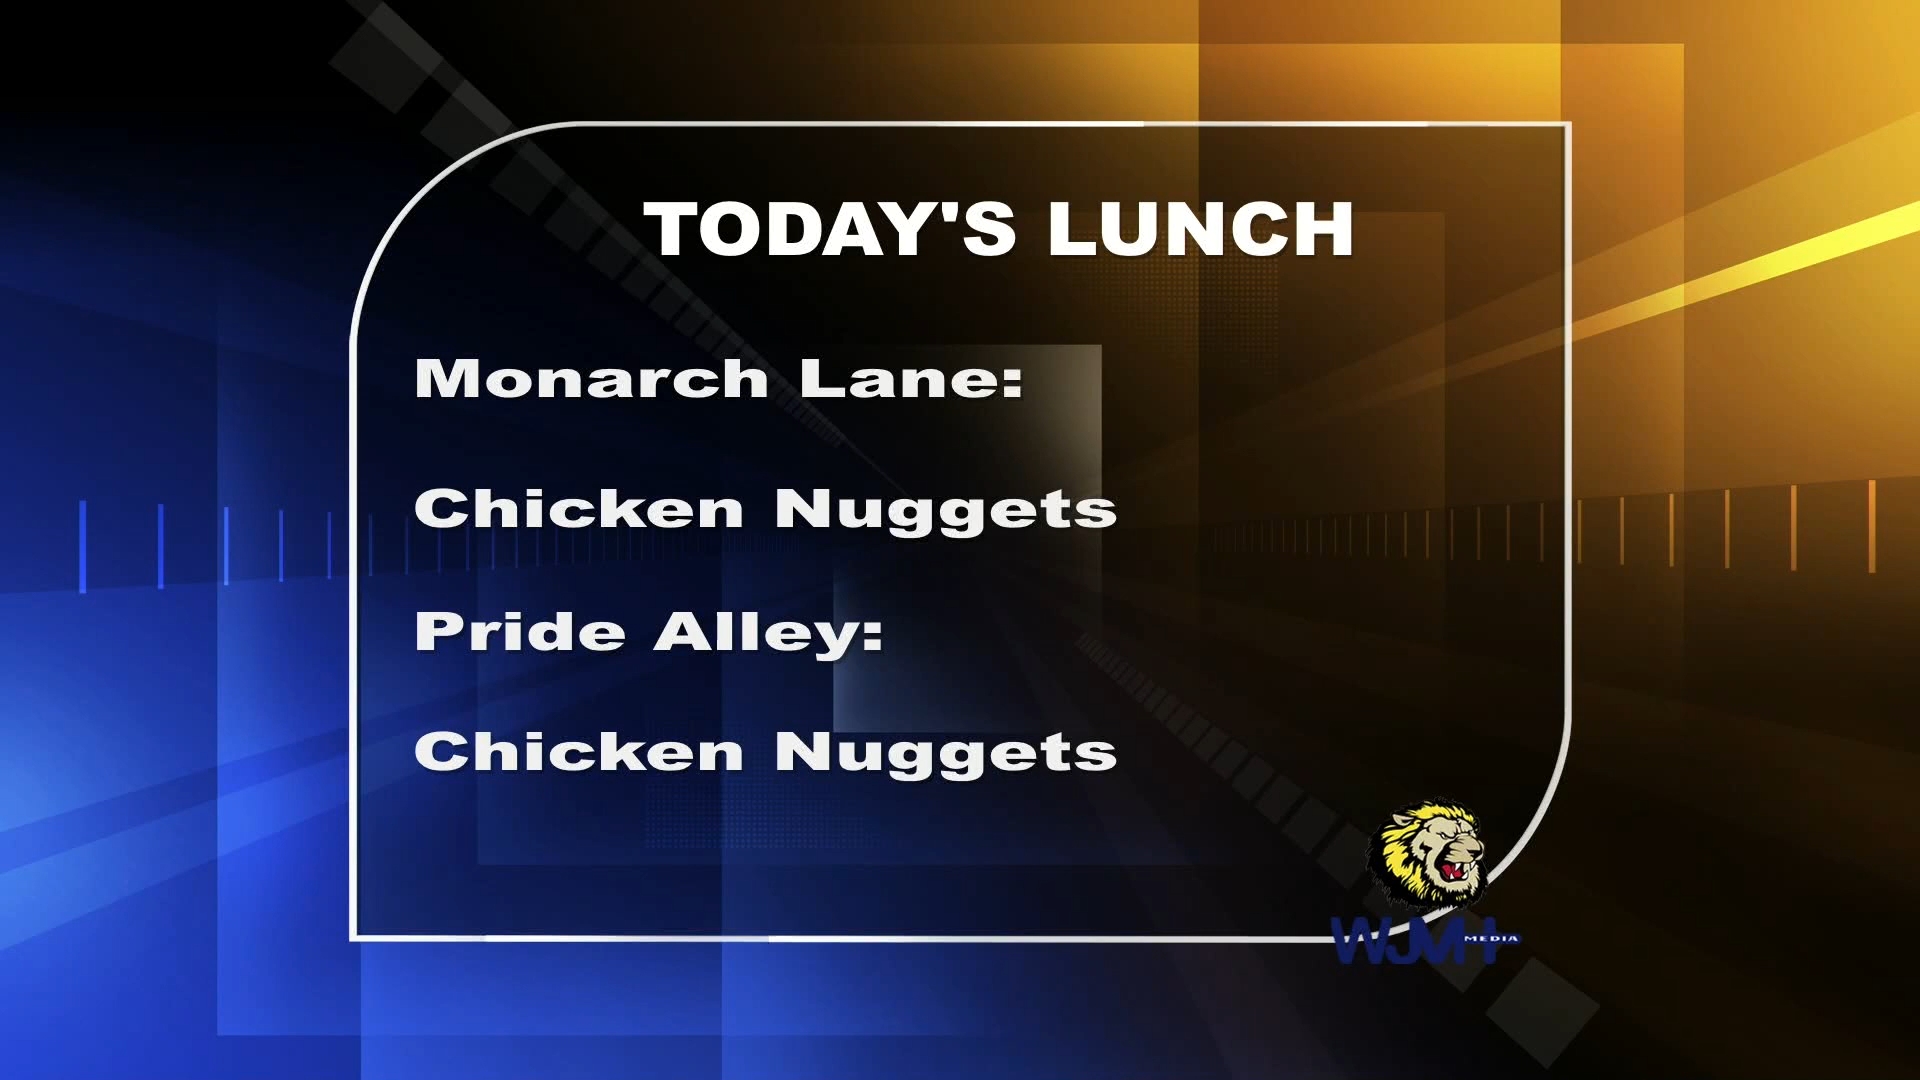 TODAY'S LUNCH
Monarch Lane:
Chicken Nuggets
Pride Alley:
Chicken Nuggets
WJMH
MEDIA